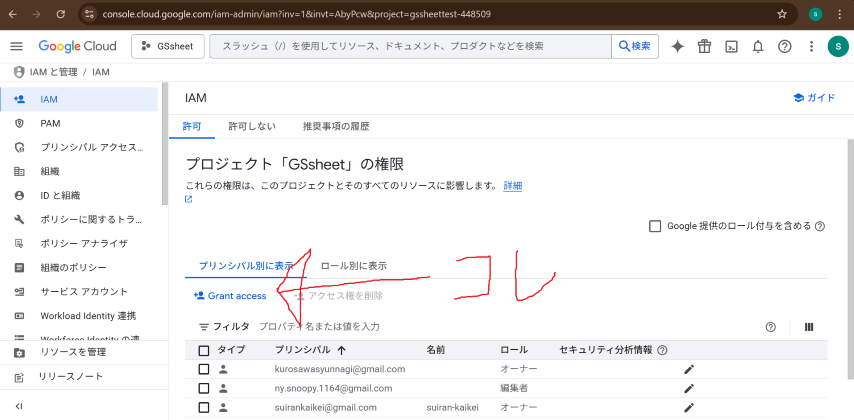 console.cloud.google.com/iam-admin/iam?inv=1&invt=AbyPcw&project=gssheettest-448509
S
Google Cloud
GSsheet
スラッシュ（/）を使用してリソース、ドキュメント、プロダクトなどを検索
検索
S
IAM と管理 / IAM
IAM
PAM
プリンシパル アクセス...
組織
ID と組織
ポリシーに関するトラ...
ポリシー アナライザ
組織のポリシー
サービス アカウント
Workload Identity 連携
Workforce Identity の連
リソースを管理
リリースノート
IAM
ガイド
許可
許可しない
推奨事項の履歴
プロジェクト「GSsheet」の権限
これらの権限は、このプロジェクトとそのすべてのリソースに影響します。 詳細
Google 提供のロール付与を含める
プリンシパル別に表示
ロール別に表示
コレ
Grant access
アクセス権を削除
フィルタ プロパティ名または値を入力
タイプ プリンシパル 名前 ロール セキュリティ分析情報
kurosawasyunnagi@gmail.com オーナー
ny.snoopy.1164@gmail.com 編集者
suirankaikei@gmail.com suiran-kaikei オーナー